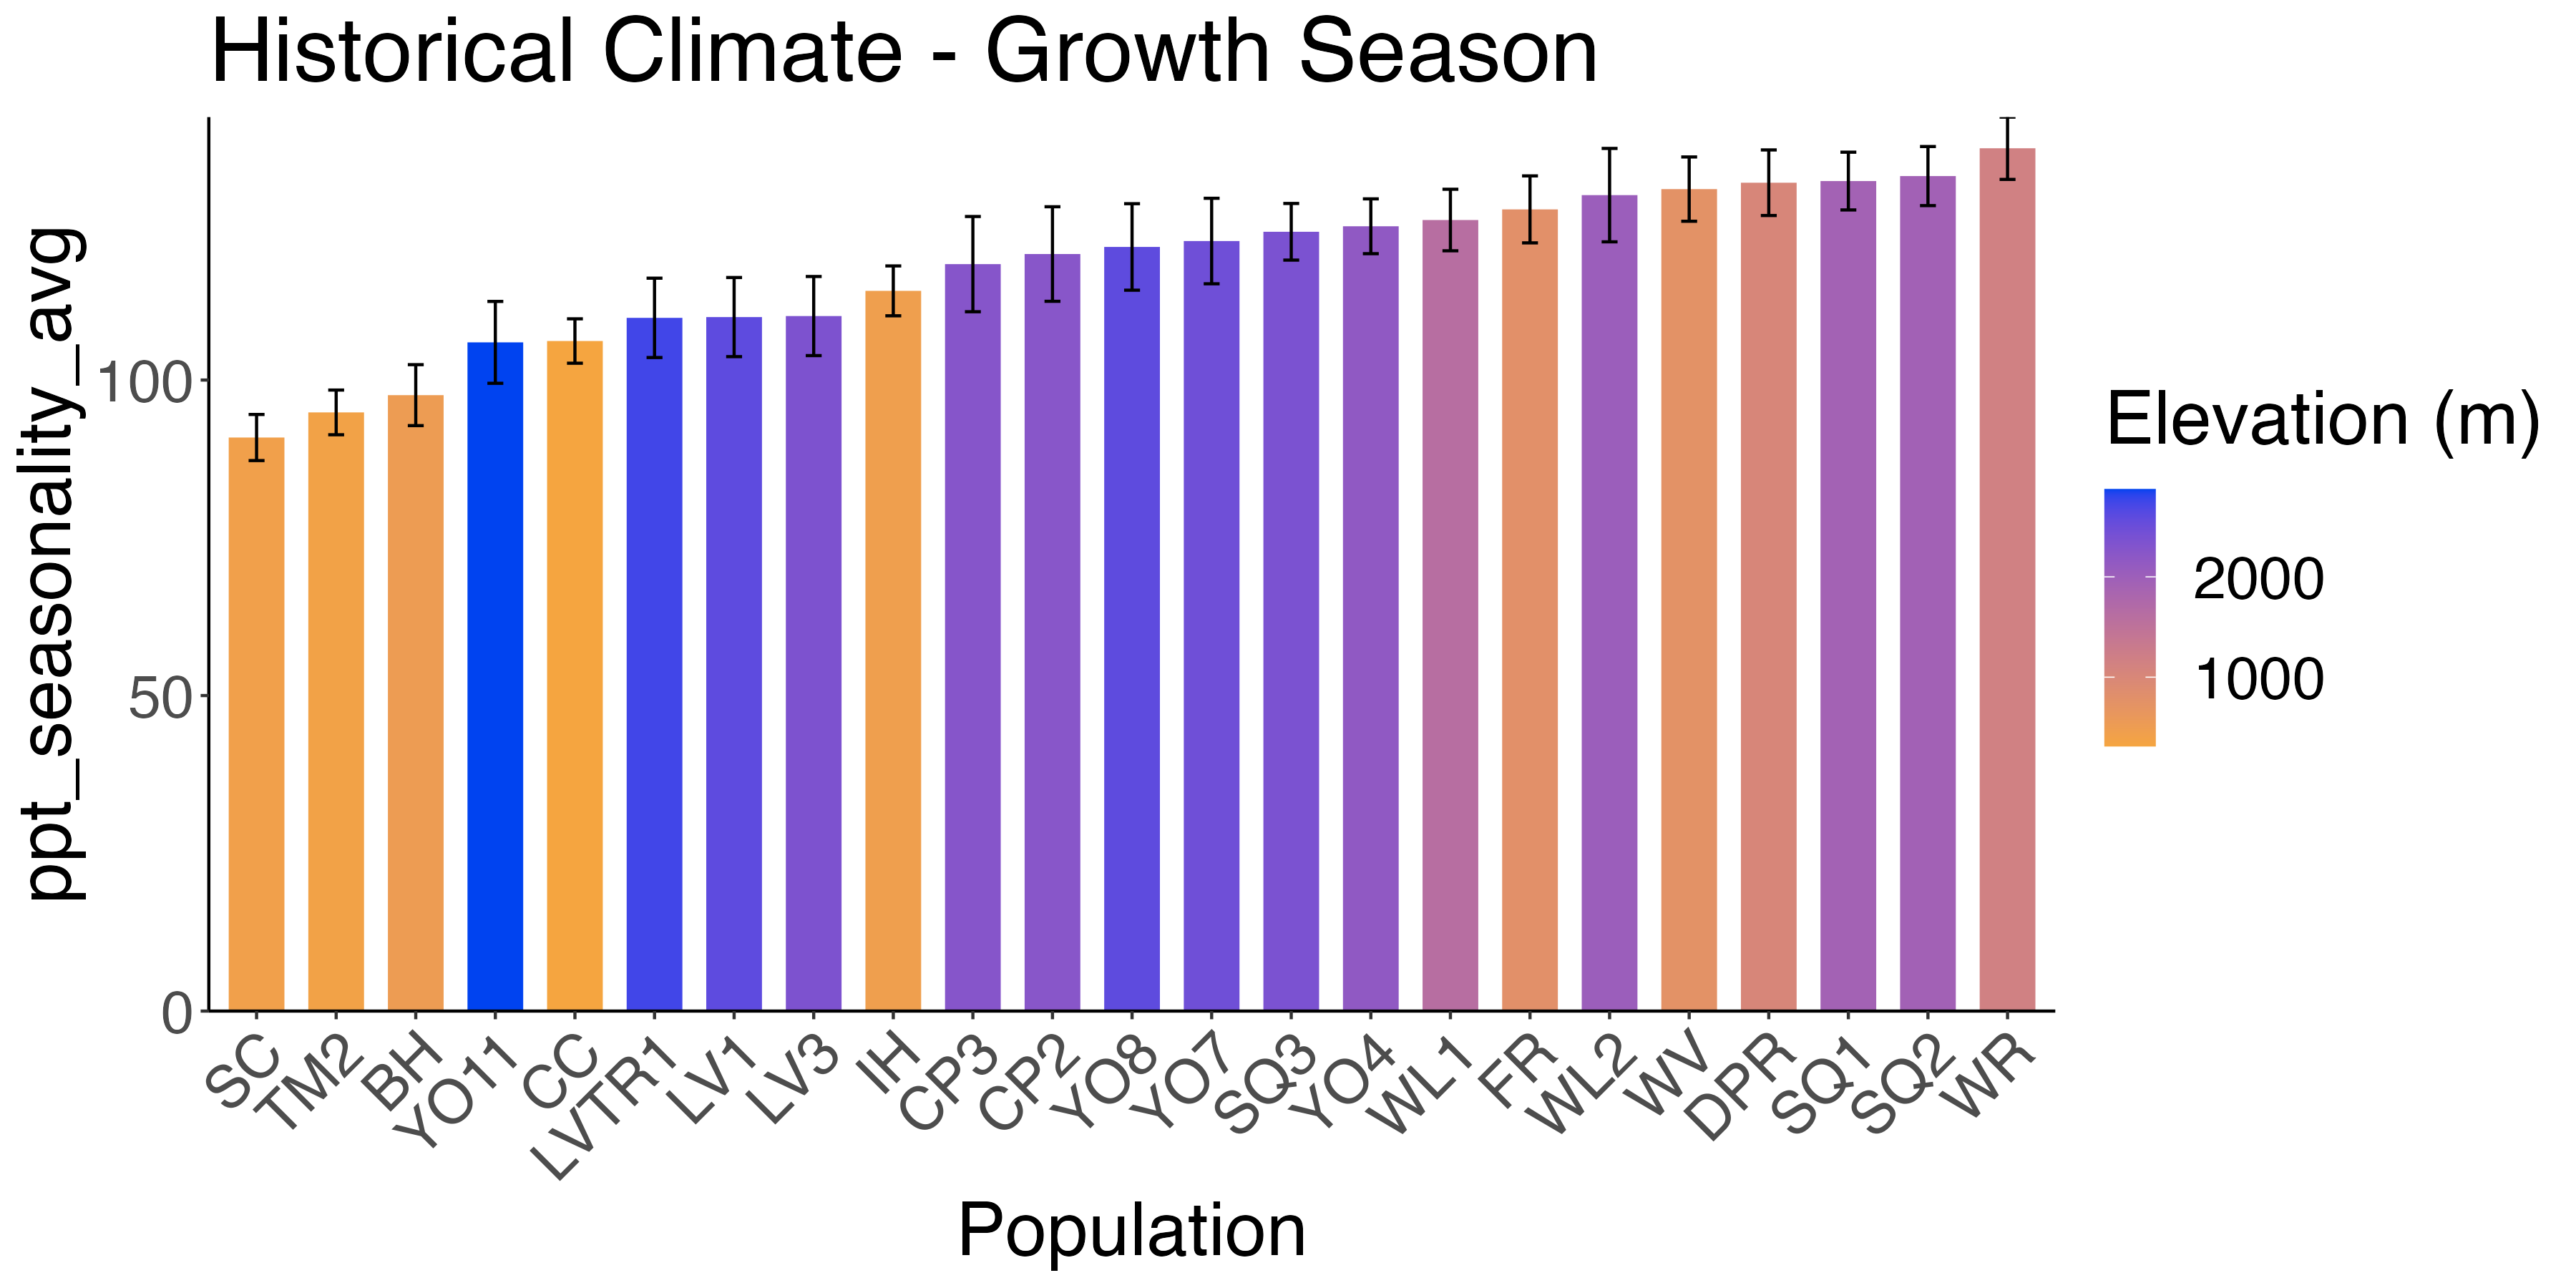 Historical Climate - Growth Season
ppt_seasonality_avg
100
50
0
SC
TM2
BH
YO11
CC
LVTR1
LV1
LV3
IH
CP3
CP2
YO8
YO7
SQ3
YO4
WL1
FR
WL2
WV
DPR
SQ1
SQ2
WR
Population
Elevation (m)
2000
1000